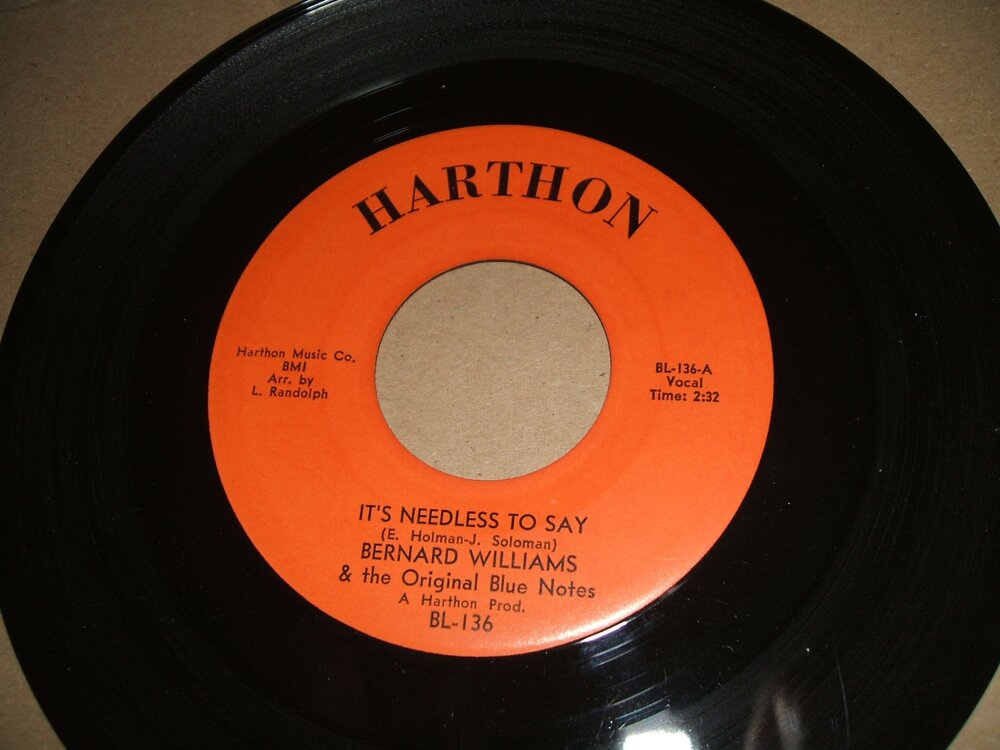 HARTHON
Harthon Music Co.
BMI
Arr. by
L. Randolph
BL-136-A
Vocal
Time: 2:32
IT'S NEEDLESS TO SAY
(E. Holman-J. Soloman)
BERNARD WILLIAMS
& the Original Blue Notes
A Harthon Prod.
BL-136